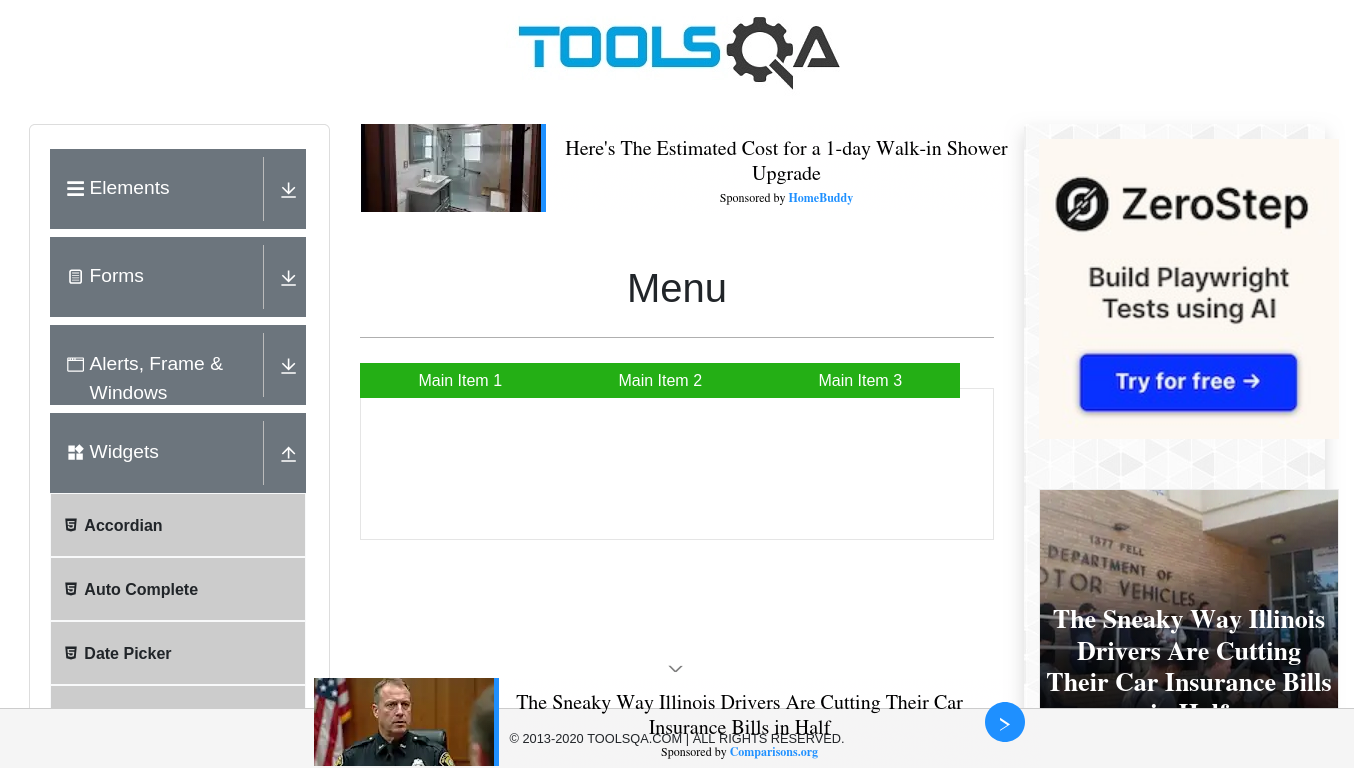 TOOLSQA
Elements
Forms
Alerts, Frame &
Windows
Widgets
Accordian
Auto Complete
Date Picker
Here's The Estimated Cost for a 1-day Walk-in Shower
Upgrade
Sponsored by HomeBuddy
Menu
Main Item 1
Main Item 2
Main Item 3
ZeroStep
Build Playwright
Tests using AI
Try for free →
1377 FELL
DEPARTMENT OF
OTOR VEHICLES
The Sneaky Way Illinois
Drivers Are Cutting
Their Car Insurance Bills
in Half
The Sneaky Way Illinois Drivers Are Cutting Their Car
Insurance Bills in Half
© 2013-2020 TOOLSQA.COM | ALL RIGHTS RESERVED.
Sponsored by Comparisons.org